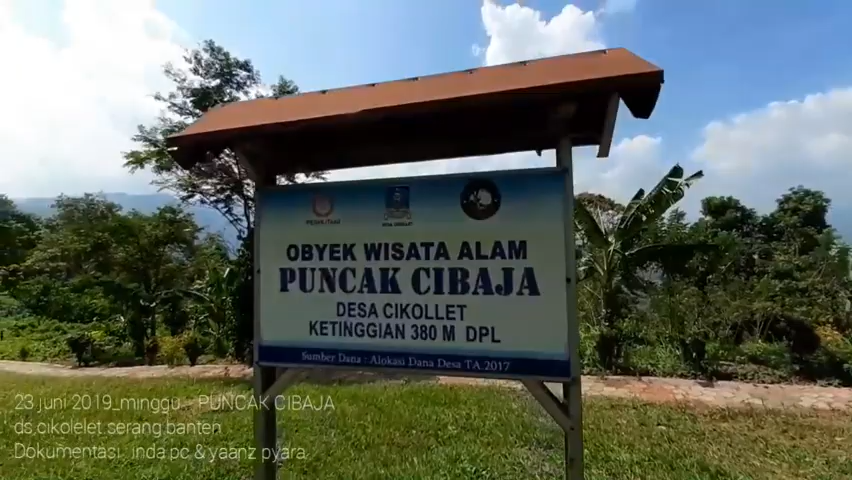 OBYEK WISATA ALAM
PUNCAK CIBAJA
DESA CIKOLLET
KETINGGIAN 380 M DPL
Sumber Dana : Alokasi Dana Desa TA.2017
23 juni 2019_minggu - PUNCAK CIBAJA
ds.cikolelet.serang.banten
Dokumentasi : inda pc & yaanz pyara